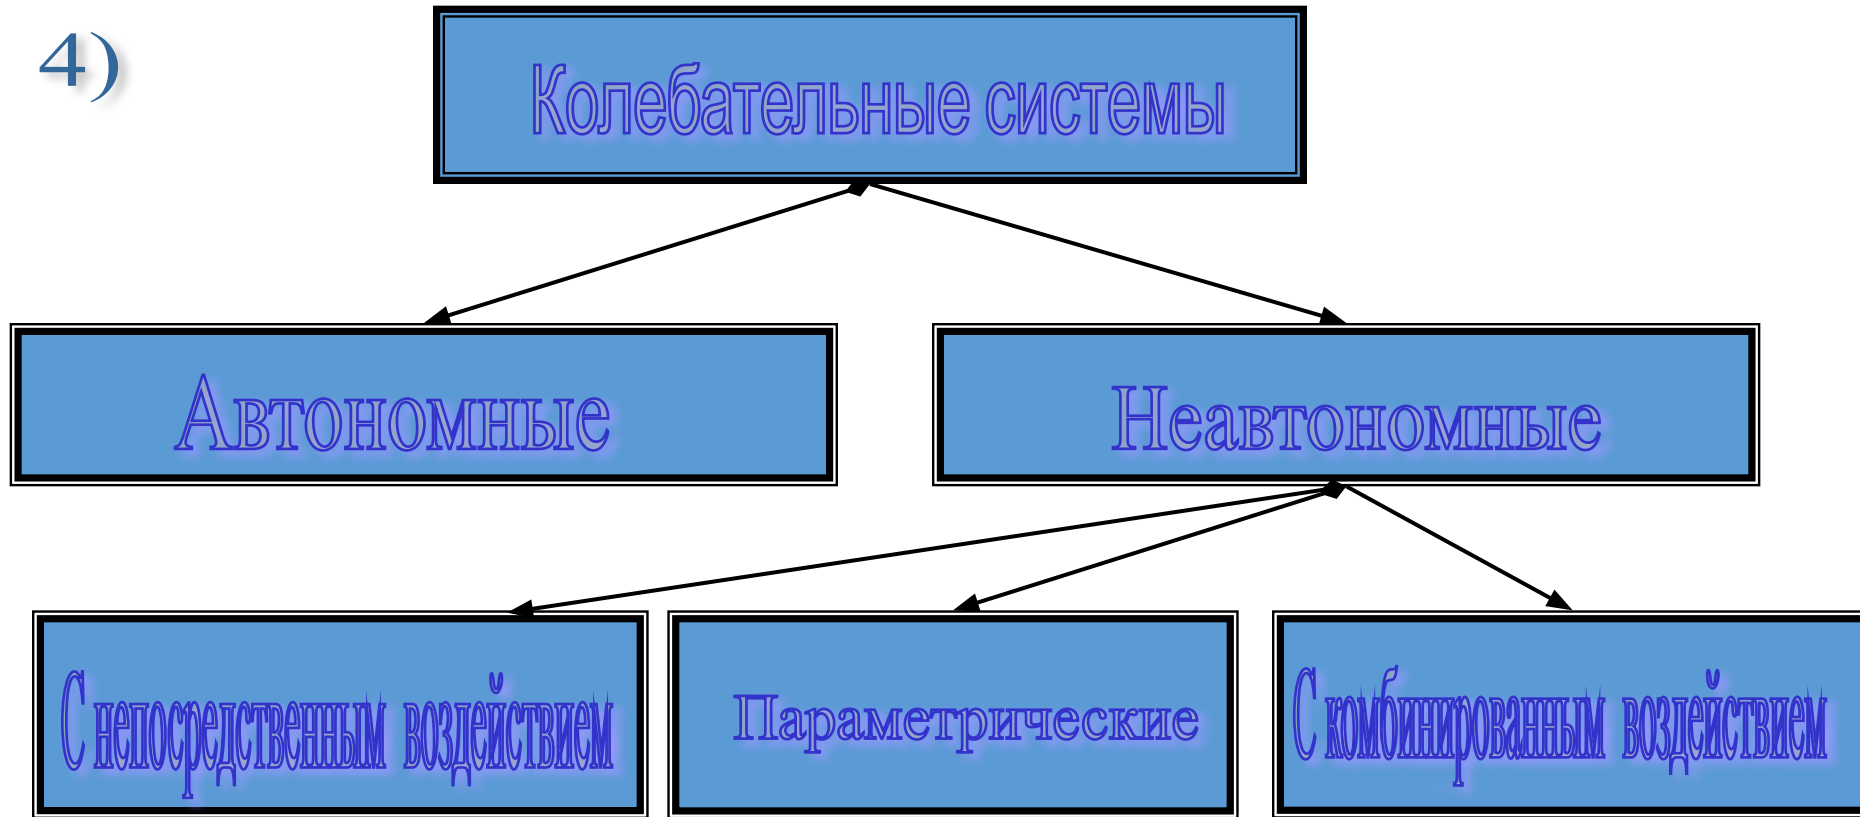 4)
Колебательные системы
Автономные
Неавтономные
С непосредственным воздействием
Параметрические
С комбинированным воздействием